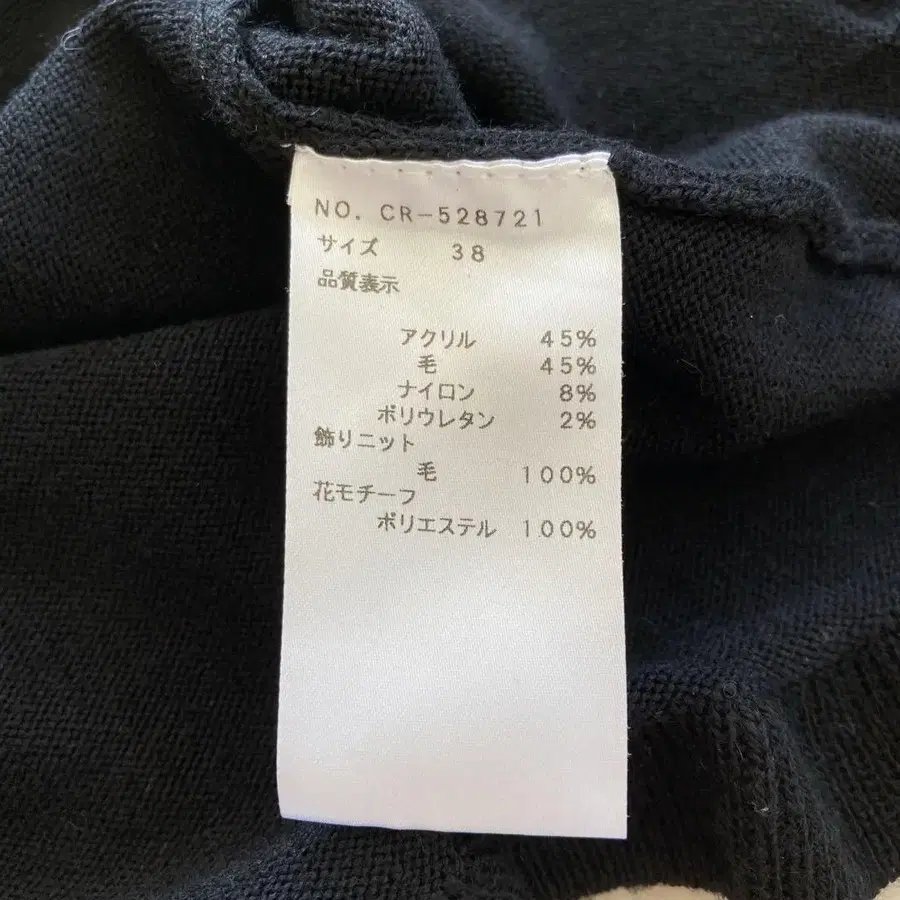 NO. CR-528721
サイズ 38
品質表示
アクリル 45%
毛 45%
ナイロン 8%
ポリウレタン 2%
飾りニット
毛 100%
花モチーフ
ポリエステル 100%